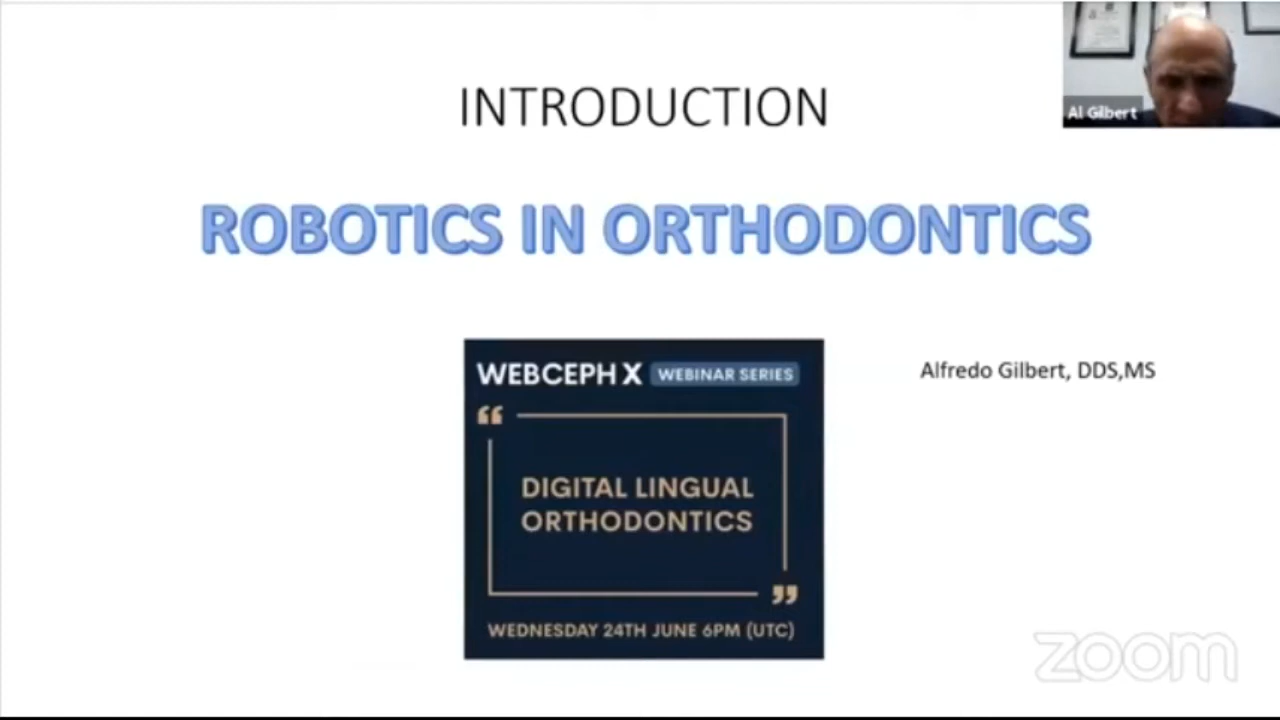 INTRODUCTION
Al Gilbert
ROBOTICS IN ORTHODONTICS
WEBCEPH X WEBINAR SERIES
Alfredo Gilbert, DDS,MS
“
DIGITAL LINGUAL
ORTHODONTICS
”
WEDNESDAY 24TH JUNE 6PM (UTC)
zoom